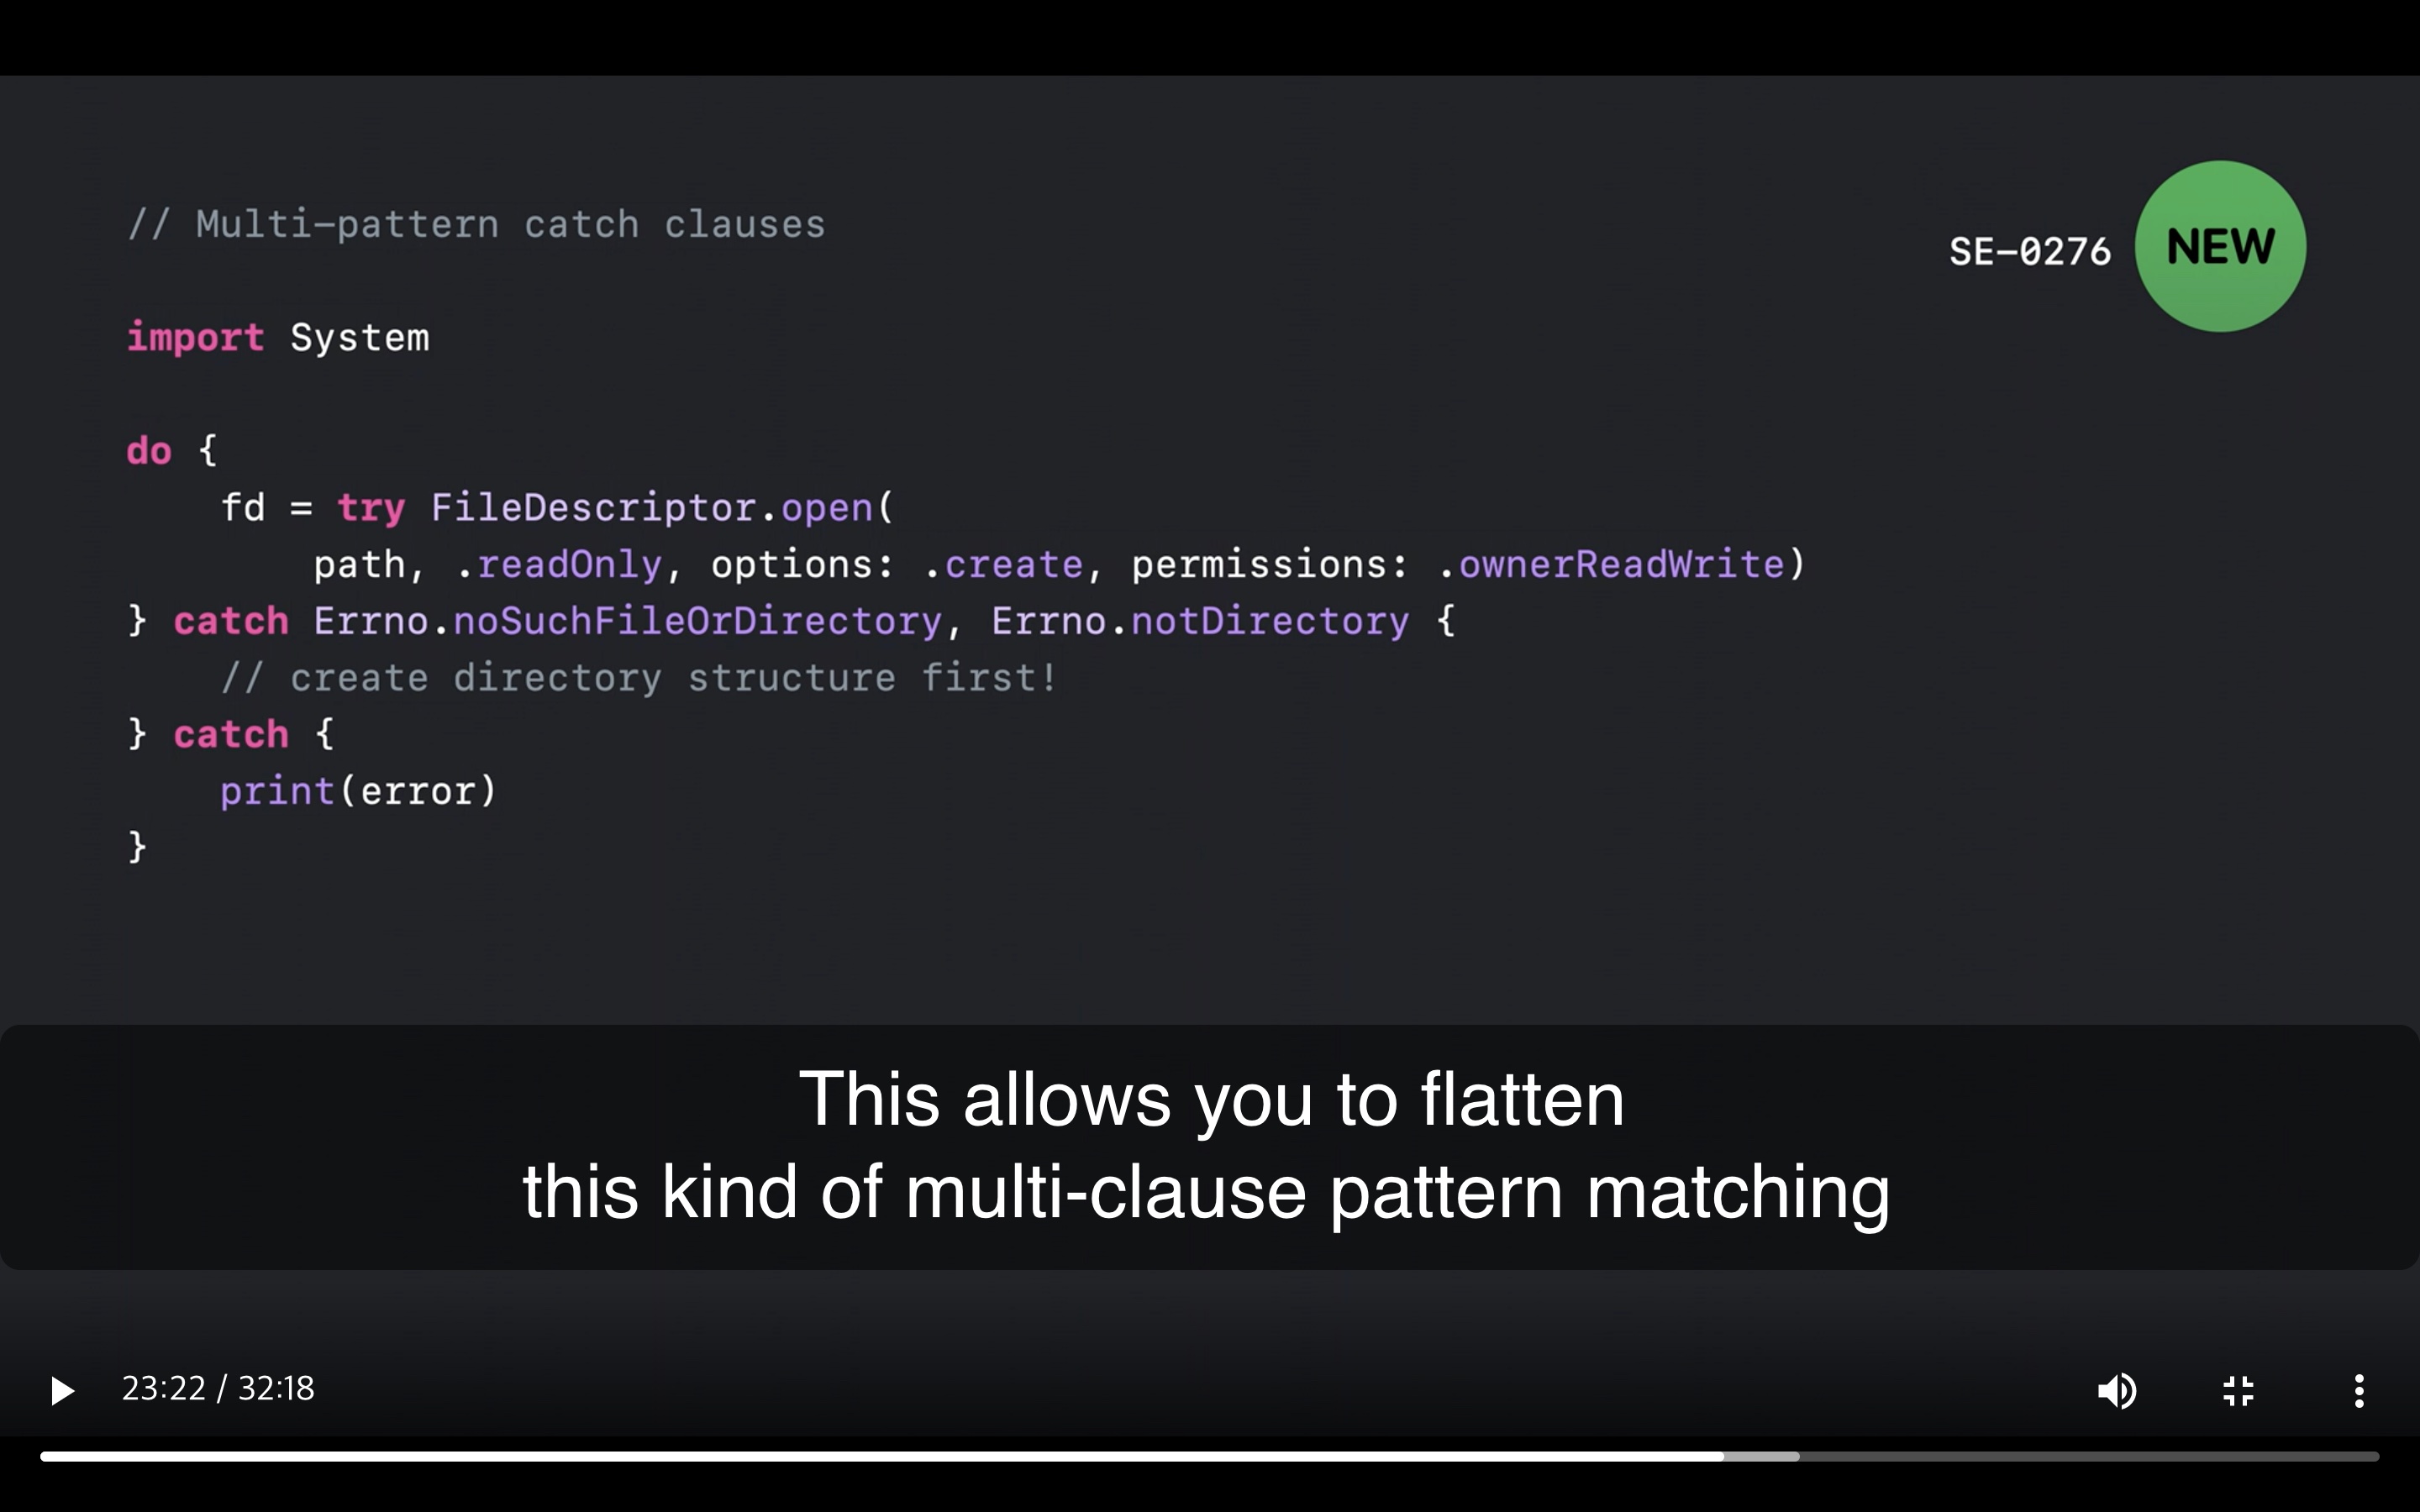 // Multi-pattern catch clauses
SE-0276 NEW
import System
do {
    fd = try FileDescriptor.open(
        path, .readOnly, options: .create, permissions: .ownerReadWrite)
} catch Errno.noSuchFileOrDirectory, Errno.notDirectory {
    // create directory structure first!
} catch {
    print(error)
}
This allows you to flatten
this kind of multi-clause pattern matching
23:22 / 32:18